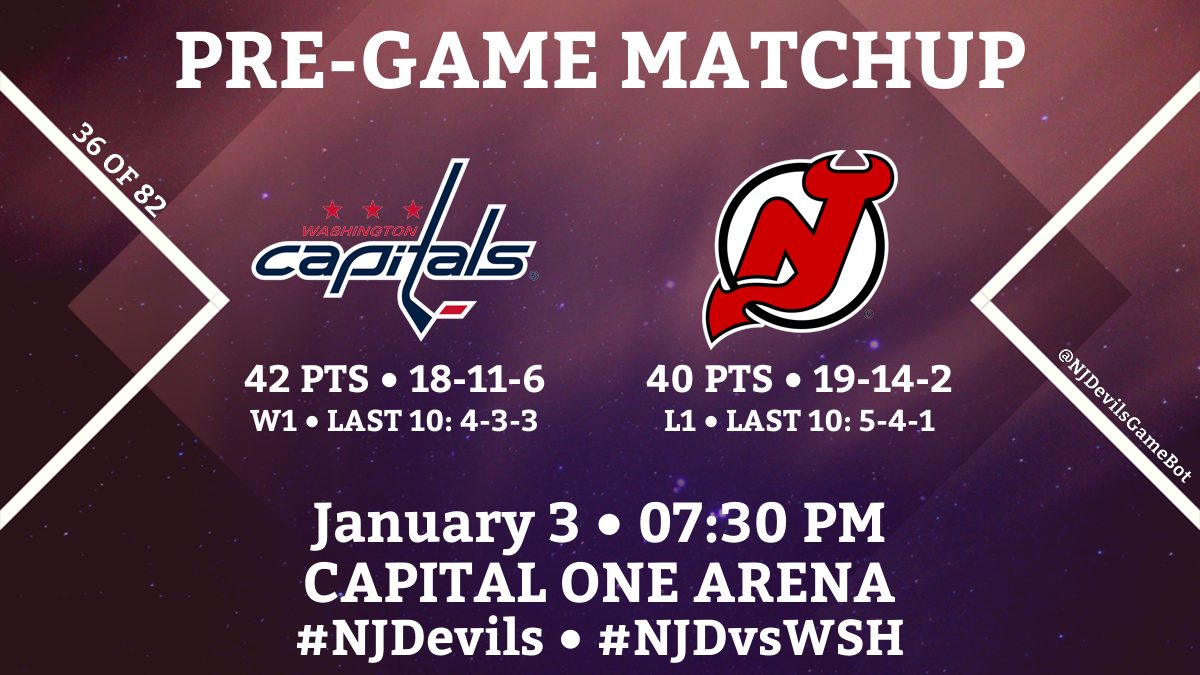 PRE-GAME MATCHUP
36 OF 82
WASHINGTON
capitals
NJ
42 PTS • 18-11-6
W1 • LAST 10: 4-3-3
40 PTS • 19-14-2
L1 • LAST 10: 5-4-1
@NJDevilsGameBot
January 3 • 07:30 PM
CAPITAL ONE ARENA
#NJDevils • #NJDvsWSH